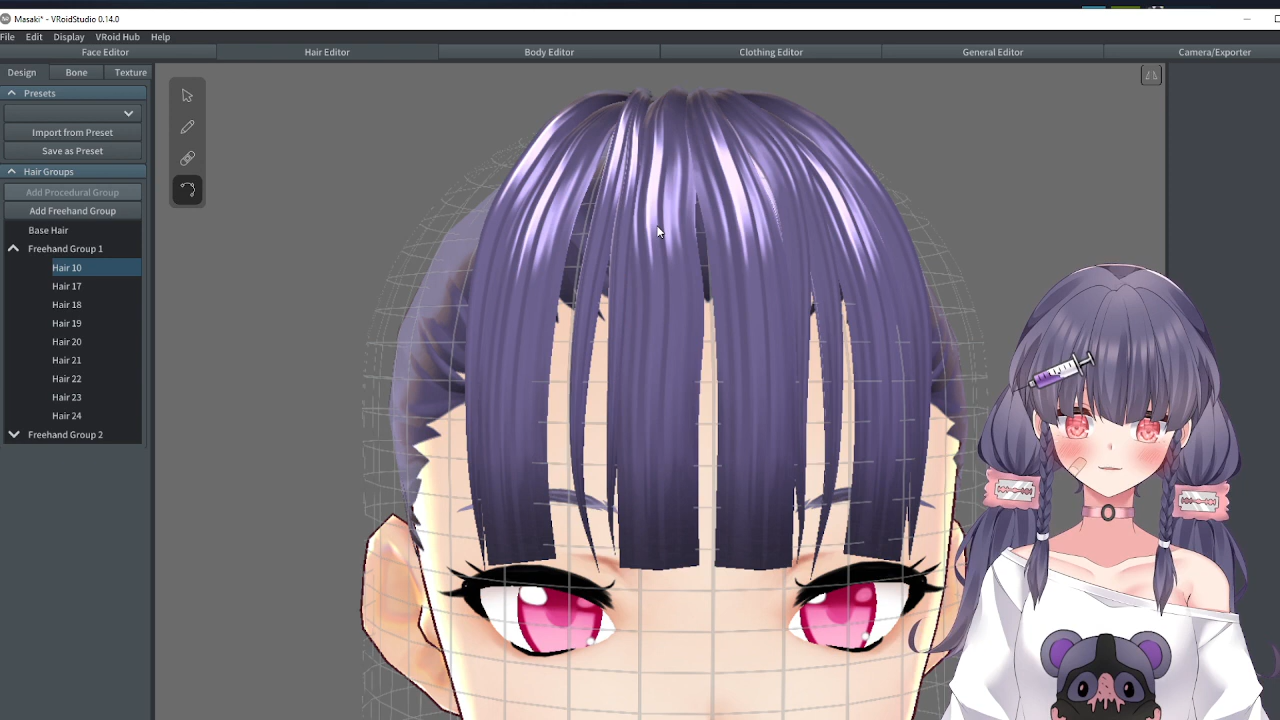 Masaki* - VRoidStudio 0.14.0
File Edit Display VRoid Hub Help
Face Editor Hair Editor Body Editor Clothing Editor General Editor Camera/Exporter
Design Bone Texture
Presets
Import from Preset
Save as Preset
Hair Groups
Add Procedural Group
Add Freehand Group
Base Hair
Freehand Group 1
Hair 10
Hair 17
Hair 18
Hair 19
Hair 20
Hair 21
Hair 22
Hair 23
Hair 24
Freehand Group 2